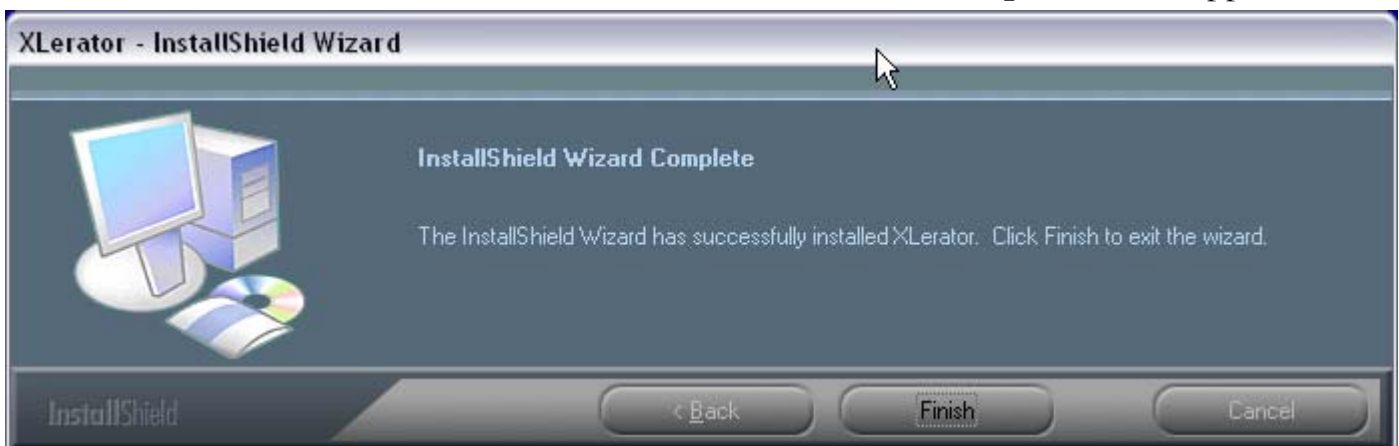 XLerator - InstallShield Wizard
InstallShield Wizard Complete
The InstallShield Wizard has successfully installed XLerator. Click Finish to exit the wizard.
InstallShield
< Back Finish Cancel